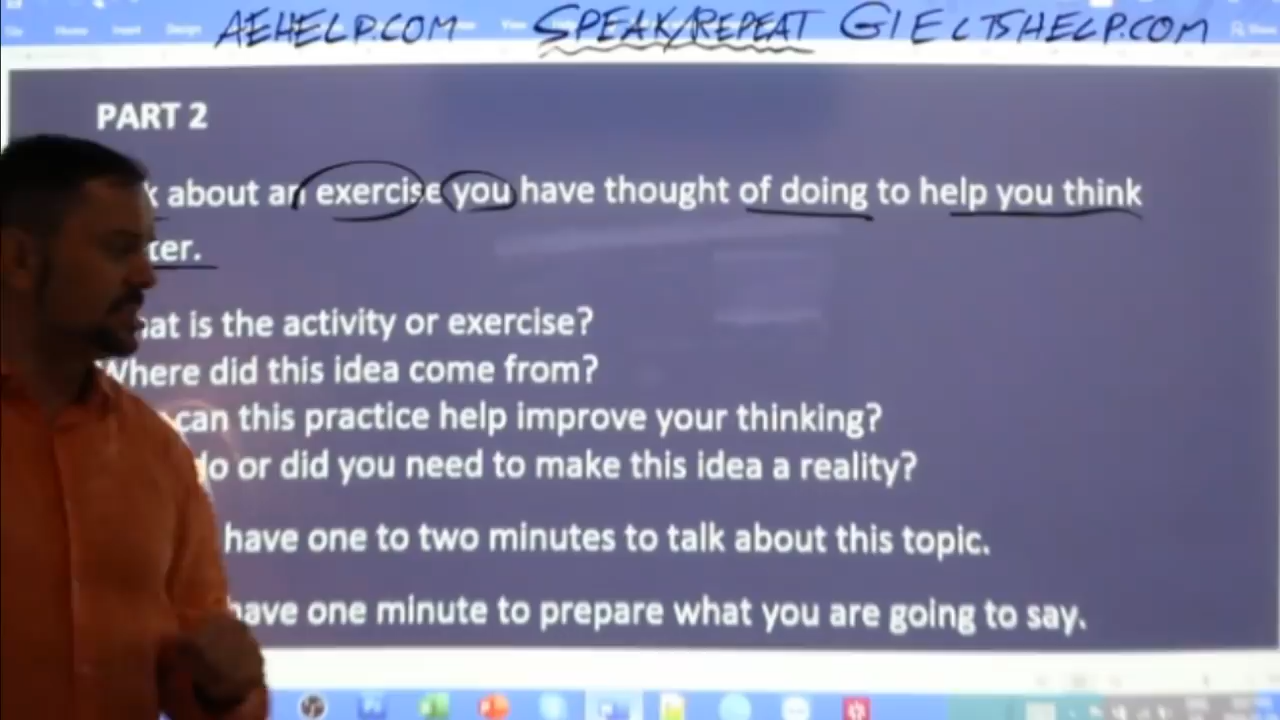 AEHELP.COM SPEAK/REPEAT GIELTSHELP.COM
PART 2
about an exercise you have thought of doing to help you think
is the activity or exercise?
Where did this idea come from?
can this practice help improve your thinking?
do or did you need to make this idea a reality?
have one to two minutes to talk about this topic.
have one minute to prepare what you are going to say.